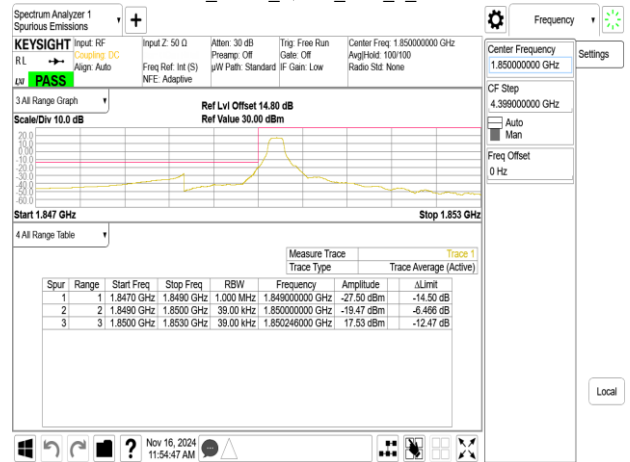 Spectrum Analyzer 1
Spurious Emissions
KEYSIGHT Input: RF Input Z: 50 Ω Atten: 30 dB Trig: Free Run Center Freq: 1.850000000 GHz
RL Coupling: DC Preamp: Off Gate: Off Avg|Hold: 100/100
Align: Auto Freq Ref: Int (S) µW Path: Standard IF Gain: Low Radio Std: None
LXI PASS NFE: Adaptive
3 All Range Graph
Ref Lvl Offset 14.80 dB
Scale/Div 10.0 dB Ref Value 30.00 dBm
20.0
10.0
0.00
-10.0
-20.0
-30.0
-40.0
-50.0
-60.0
Start 1.847 GHz Stop 1.853 GHz
4 All Range Table
Measure Trace Trace 1
Trace Type Trace Average (Active)
Spur Range Start Freq Stop Freq RBW Frequency Amplitude ΔLimit
1 1 1.8470 GHz 1.8490 GHz 1.000 MHz 1.849000000 GHz -27.50 dBm -14.50 dB
2 2 1.8490 GHz 1.8500 GHz 39.00 kHz 1.850000000 GHz -19.47 dBm -6.466 dB
3 3 1.8500 GHz 1.8530 GHz 39.00 kHz 1.850246000 GHz 17.53 dBm -12.47 dB
Nov 16, 2024
11:54:47 AM
Frequency
Center Frequency
1.850000000 GHz
Settings
CF Step
4.399000000 GHz
Auto
Man
Freq Offset
0 Hz
Local